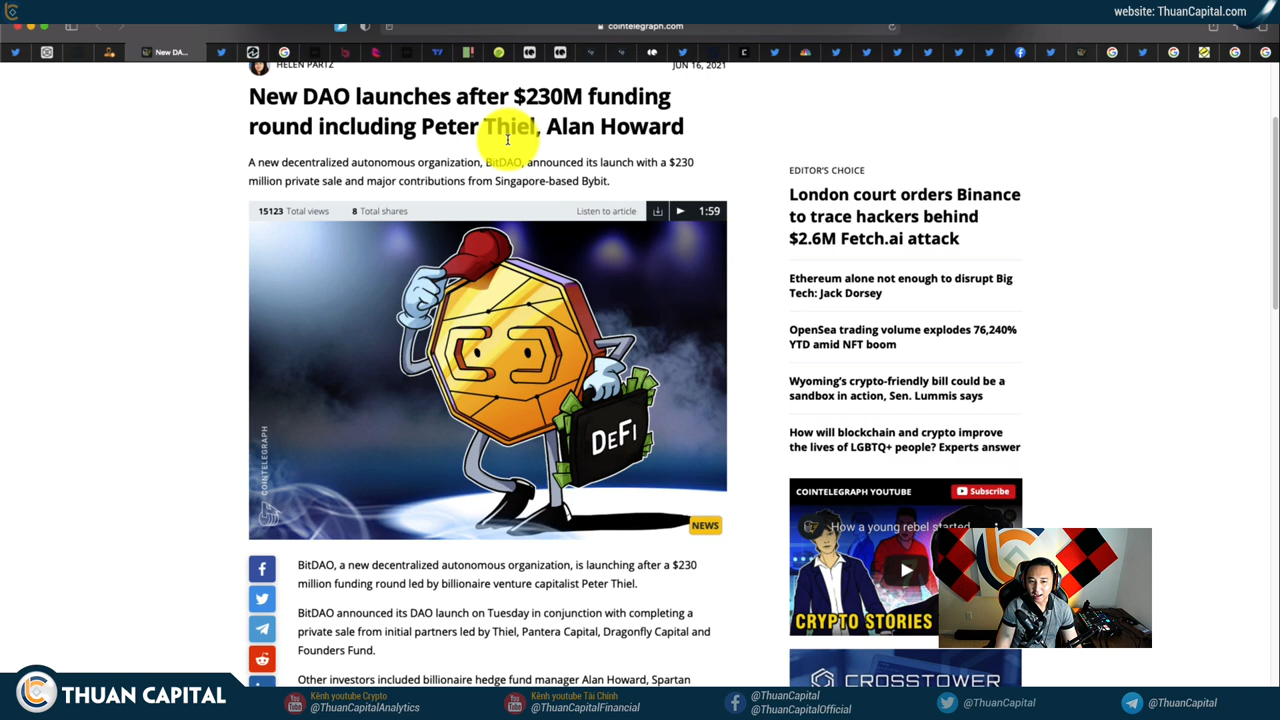 website: ThuanCapital.com
cointelegraph.com
New DA...
HELEN PARTZ
JUN 16, 2021
New DAO launches after $230M funding
round including Peter Thiel, Alan Howard
A new decentralized autonomous organization, BitDAO, announced its launch with a $230
million private sale and major contributions from Singapore-based Bybit.
15123 Total views 8 Total shares Listen to article 1:59
DEFI
COINTELEGRAPH
NEWS
BitDAO, a new decentralized autonomous organization, is launching after a $230
million funding round led by billionaire venture capitalist Peter Thiel.
BitDAO announced its DAO launch on Tuesday in conjunction with completing a
private sale from initial partners led by Thiel, Pantera Capital, Dragonfly Capital and
Founders Fund.
Other investors included billionaire hedge fund manager Alan Howard, Spartan
EDITOR'S CHOICE
London court orders Binance
to trace hackers behind
$2.6M Fetch.ai attack
Ethereum alone not enough to disrupt Big
Tech: Jack Dorsey
OpenSea trading volume explodes 76,240%
YTD amid NFT boom
Wyoming's crypto-friendly bill could be a
sandbox in action, Sen. Lummis says
How will blockchain and crypto improve
the lives of LGBTQ+ people? Experts answer
COINTELEGRAPH YOUTUBE Subscribe
How a young rebel started
CRYPTO STORIES
CROSSTOWER
THUAN CAPITAL
Kênh youtube Crypto
@ThuanCapitalAnalytics
Kênh youtube Tài Chính
@ThuanCapitalFinancial
@ThuanCapital
@ThuanCapitalOfficial
@ThuanCapital
@ThuanCapital